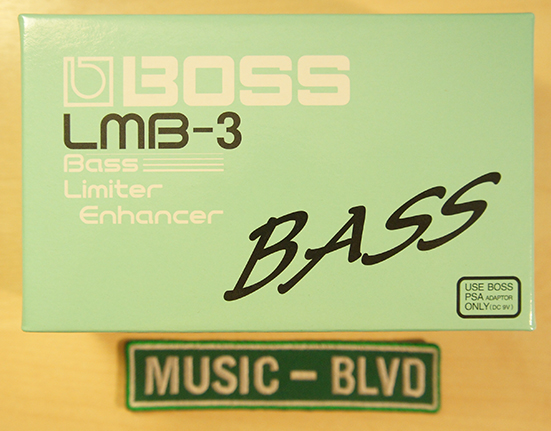 BOSS
LMB-3
Bass
Limiter
Enhancer
BASS
USE BOSS
PSA ADAPTOR
ONLY (DC 9V)
MUSIC - BLVD